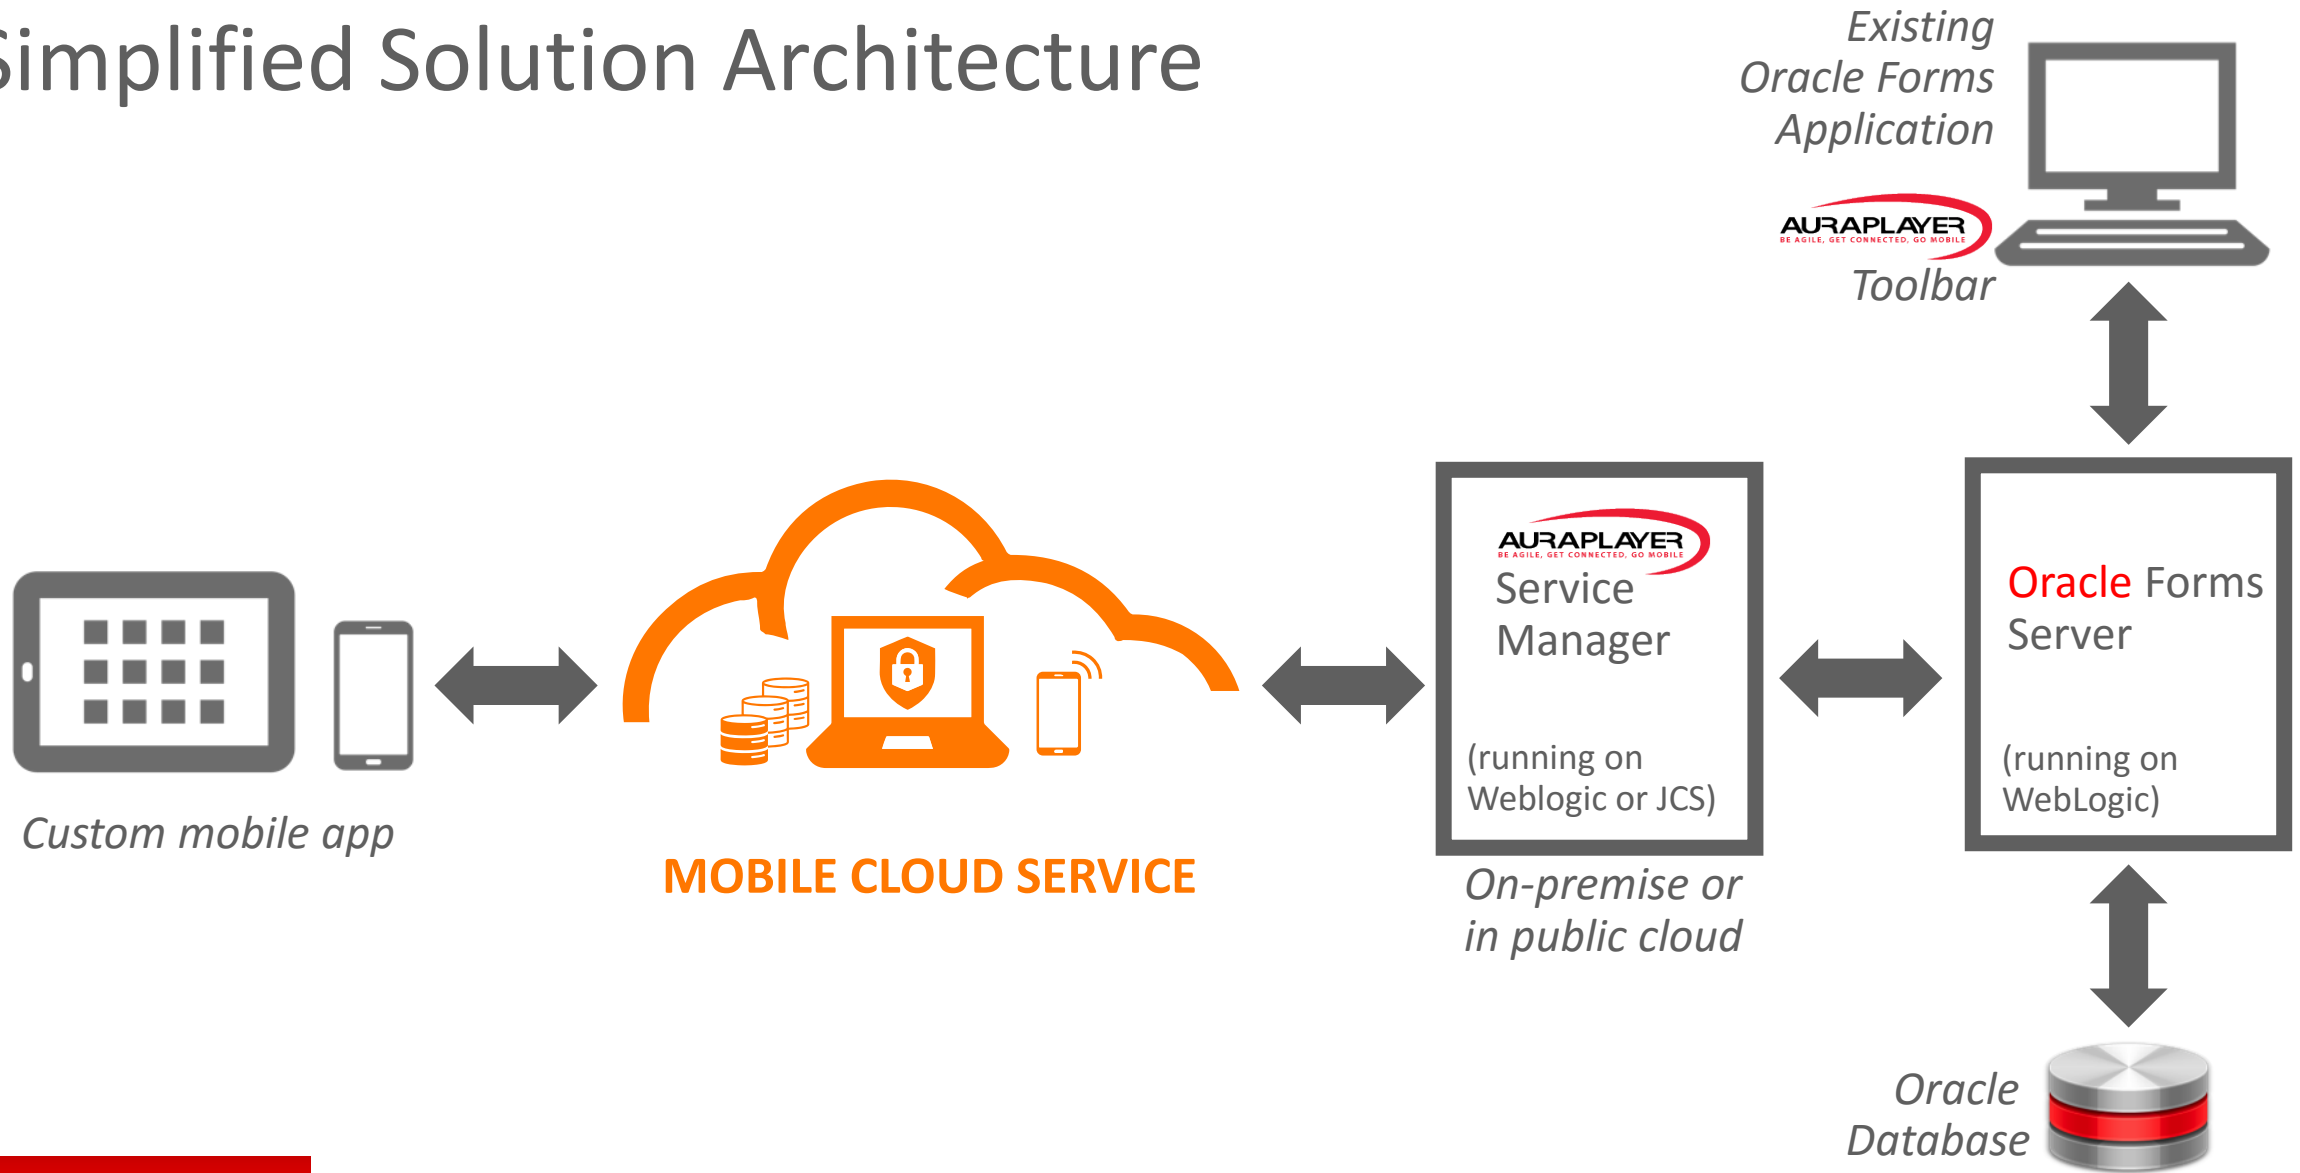 Simplified Solution Architecture
Existing
Oracle Forms
Application
AURAPLAYER
BE AGILE, GET CONNECTED, GO MOBILE
Toolbar
AURAPLAYER
BE AGILE, GET CONNECTED, GO MOBILE
Service
Manager
(running on
Weblogic or JCS)
On-premise or
in public cloud
Oracle Forms
Server
(running on
WebLogic)
Custom mobile app
MOBILE CLOUD SERVICE
Oracle
Database